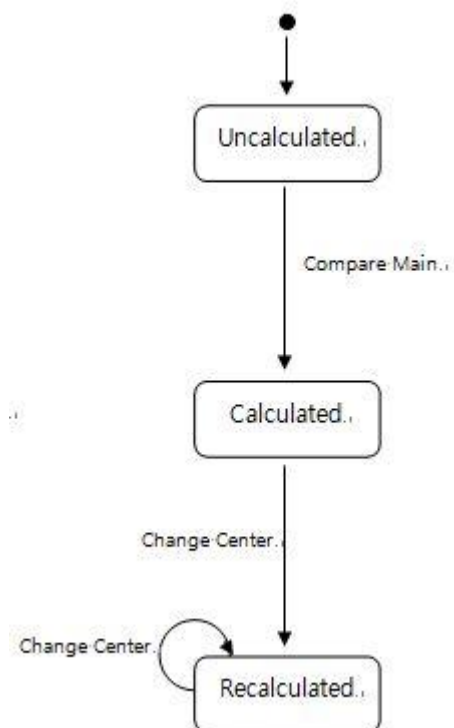 Uncalculated.
Compare Main.
Calculated.
Change Center.
Change Center.
Recalculated.